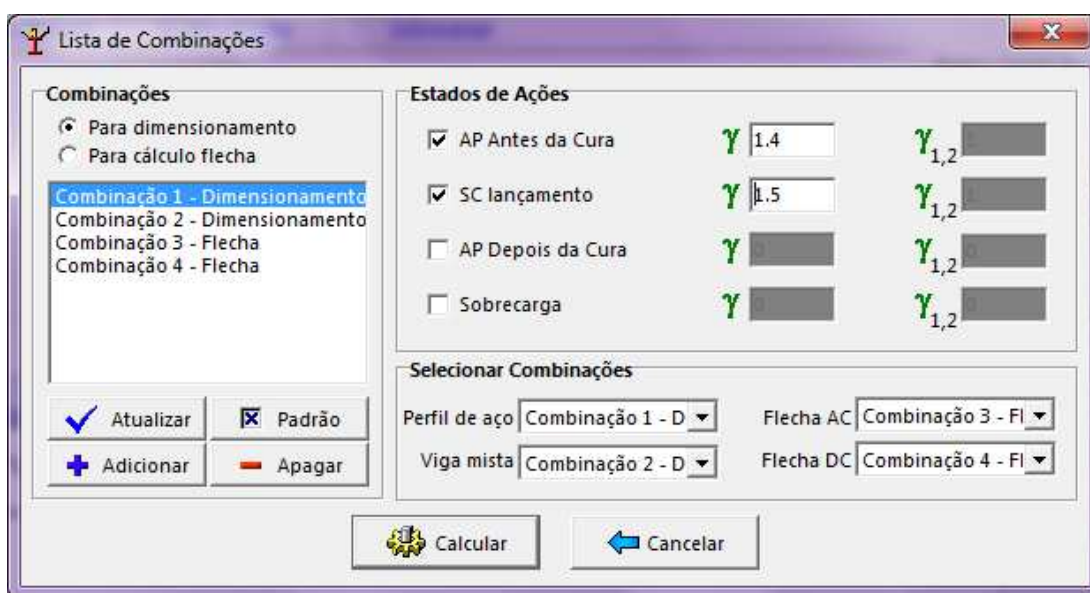 Lista de Combinações
Combinações
Para dimensionamento
Para cálculo flecha
Combinação 1 - Dimensionamento
Combinação 2 - Dimensionamento
Combinação 3 - Flecha
Combinação 4 - Flecha
Atualizar Padrão
Adicionar Apagar
Estados de Ações
AP Antes da Cura γ 1.4 γ1,2
SC lançamento γ 1.5 γ1,2
AP Depois da Cura γ γ1,2
Sobrecarga γ γ1,2
Selecionar Combinações
Perfil de aço Combinação 1 - D Flecha AC Combinação 3 - Fl
Viga mista Combinação 2 - D Flecha DC Combinação 4 - Fl
Calcular Cancelar